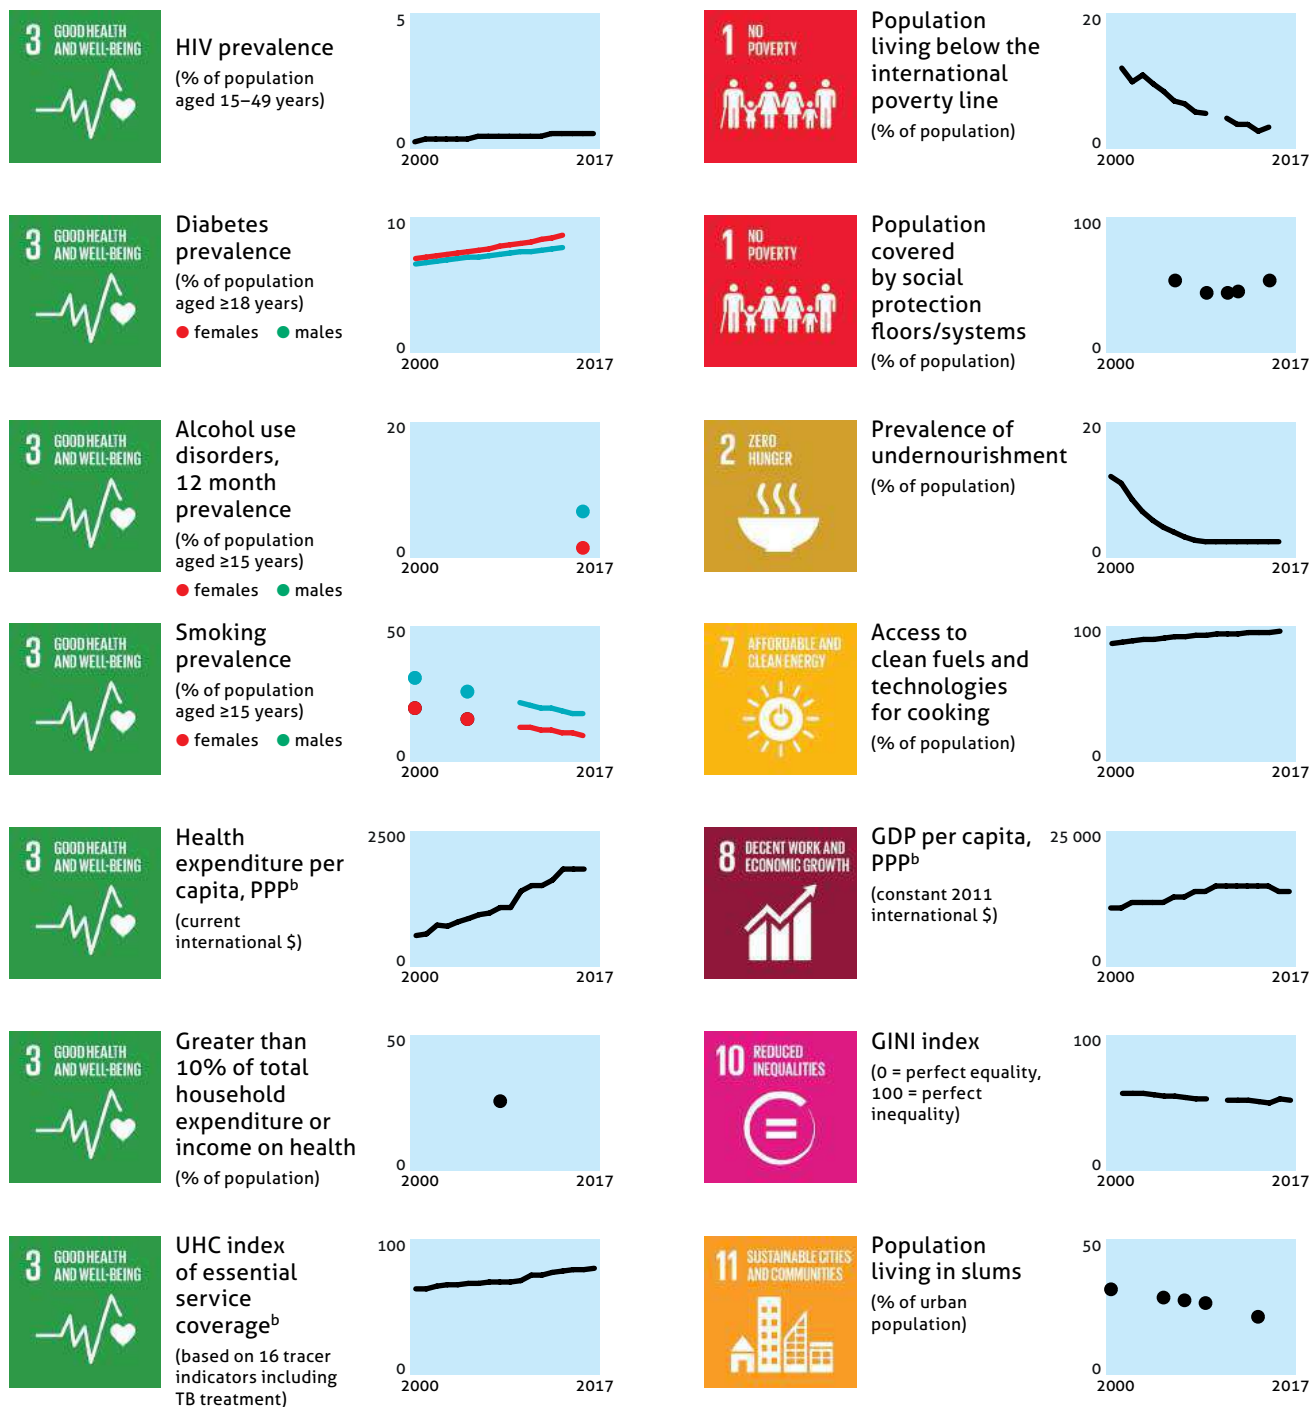 3 GOOD HEALTH
AND WELL-BEING
HIV prevalence
(% of population
aged 15–49 years)
5
0
2000 2017
3 GOOD HEALTH
AND WELL-BEING
Diabetes
prevalence
(% of population
aged ≥18 years)
females males
10
0
2000 2017
3 GOOD HEALTH
AND WELL-BEING
Alcohol use
disorders,
12 month
prevalence
(% of population
aged ≥15 years)
females males
20
0
2000 2017
3 GOOD HEALTH
AND WELL-BEING
Smoking
prevalence
(% of population
aged ≥15 years)
females males
50
0
2000 2017
3 GOOD HEALTH
AND WELL-BEING
Health
expenditure per
capita, PPPᵇ
(current
international $)
2500
0
2000 2017
3 GOOD HEALTH
AND WELL-BEING
Greater than
10% of total
household
expenditure or
income on health
(% of population)
50
0
2000 2017
3 GOOD HEALTH
AND WELL-BEING
UHC index
of essential
service
coverageᵇ
(based on 16 tracer
indicators including
TB treatment)
100
0
2000 2017
1 NO
POVERTY
Population
living below the
international
poverty line
(% of population)
20
0
2000 2017
1 NO
POVERTY
Population
covered
by social
protection
floors/systems
(% of population)
100
0
2000 2017
2 ZERO
HUNGER
Prevalence of
undernourishment
(% of population)
20
0
2000 2017
7 AFFORDABLE AND
CLEAN ENERGY
Access to
clean fuels and
technologies
for cooking
(% of population)
100
0
2000 2017
8 DECENT WORK AND
ECONOMIC GROWTH
GDP per capita,
PPPᵇ
(constant 2011
international $)
25 000
0
2000 2017
10 REDUCED
INEQUALITIES
GINI index
(0 = perfect equality,
100 = perfect
inequality)
100
0
2000 2017
11 SUSTAINABLE CITIES
AND COMMUNITIES
Population
living in slums
(% of urban
population)
50
0
2000 2017